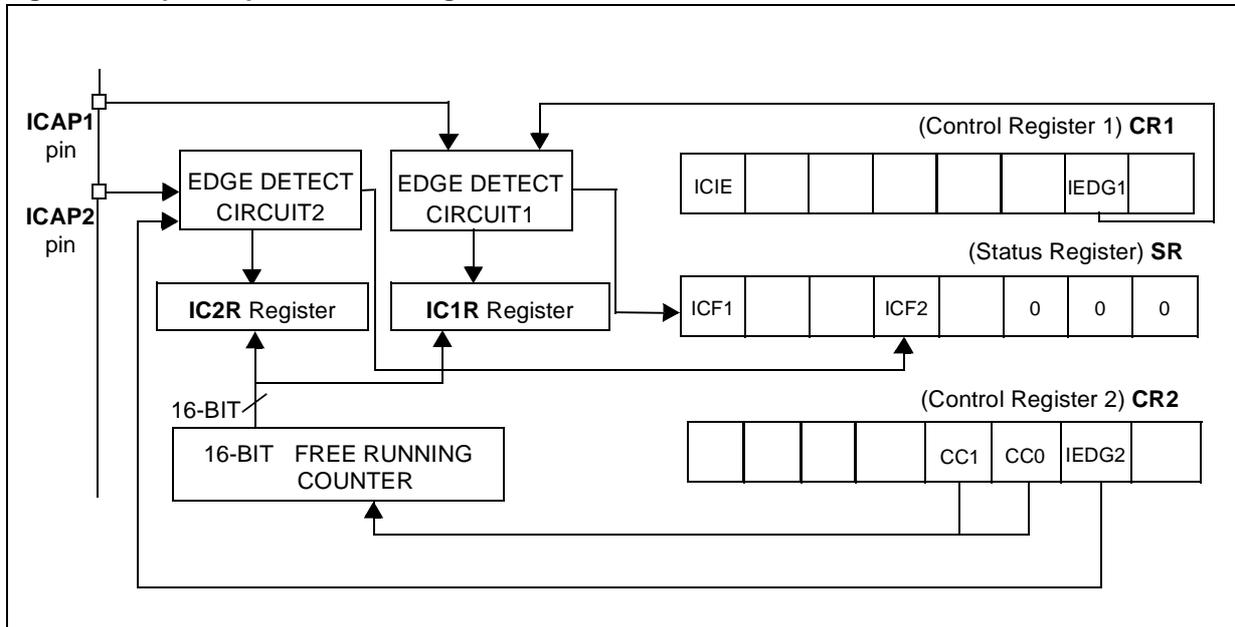 ICAP1
pin
ICAP2
pin
EDGE DETECT
CIRCUIT2
EDGE DETECT
CIRCUIT1
IC2R Register
IC1R Register
16-BIT
16-BIT FREE RUNNING
COUNTER
(Control Register 1) CR1
ICIE IEDG1
(Status Register) SR
ICF1 ICF2 0 0 0
(Control Register 2) CR2
CC1 CC0 IEDG2